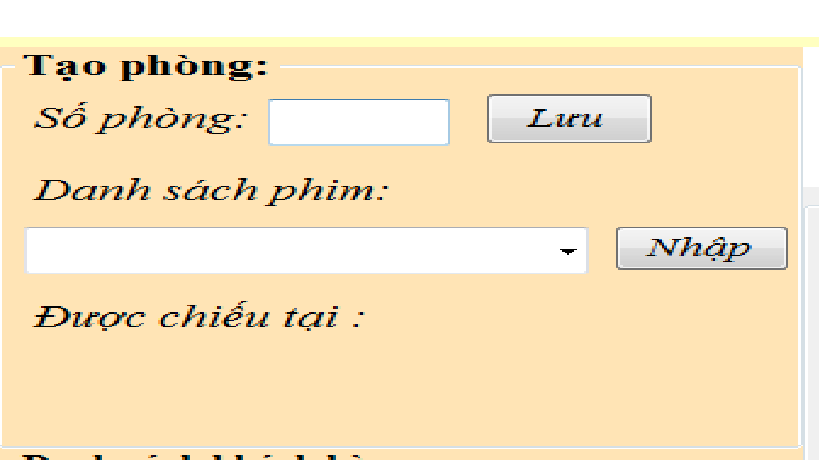 Tạo phòng:
Số phòng: Lưu
Danh sách phim:
Nhập
Được chiếu tại :